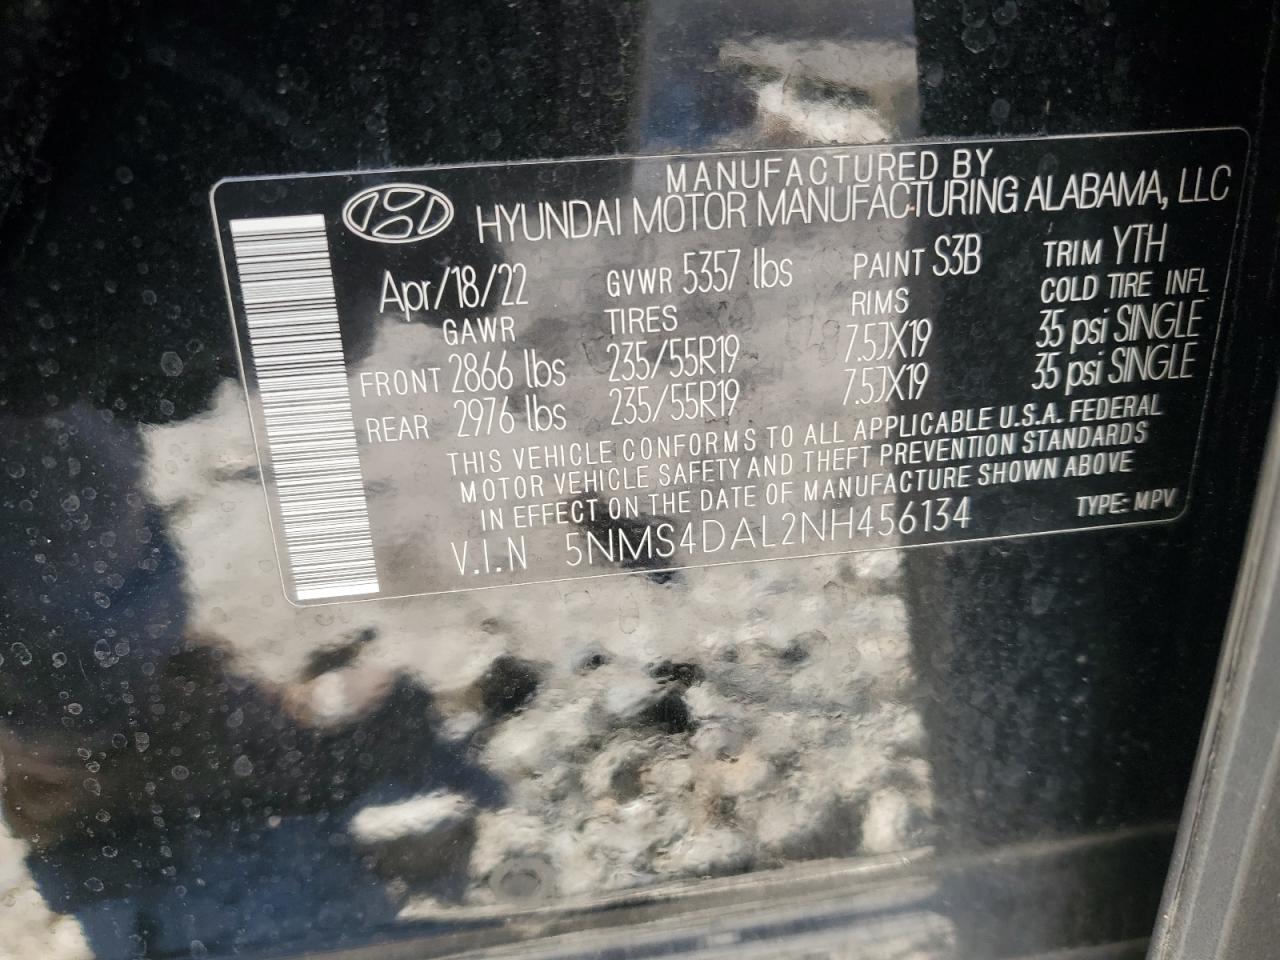 MANUFACTURED BY
HYUNDAI MOTOR MANUFACTURING ALABAMA, LLC
Apr/18/22 GVWR 5357 lbs PAINT S3B TRIM YTH
GAWR TIRES RIMS COLD TIRE INFL
FRONT 2866 lbs 235/55R19 7.5JX19 35 psi SINGLE
REAR 2976 lbs 235/55R19 7.5JX19 35 psi SINGLE
THIS VEHICLE CONFORMS TO ALL APPLICABLE U.S.A. FEDERAL
MOTOR VEHICLE SAFETY AND THEFT PREVENTION STANDARDS
IN EFFECT ON THE DATE OF MANUFACTURE SHOWN ABOVE
V.I.N 5NMS4DAL2NH456134 TYPE: MPV